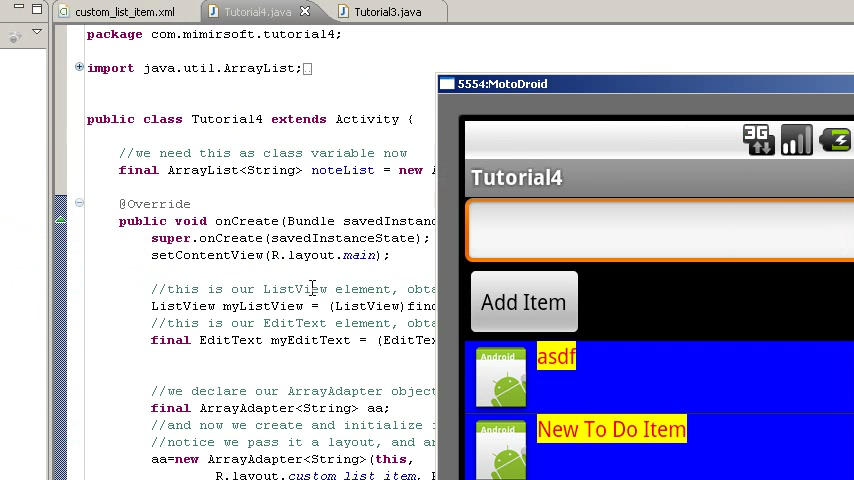 custom_list_item.xml
Tutorial4.java
Tutorial3.java
package com.mimirsoft.tutorial4;
import java.util.ArrayList;
public class Tutorial4 extends Activity {
//we need this as class variable now
final ArrayList<String> noteList = new
@Override
public void onCreate(Bundle savedInstanc
super.onCreate(savedInstanceState);
setContentView(R.layout.main);
//this is our ListView element, obta
ListView myListView = (ListView)find
//this is our EditText element, obta
final EditText myEditText = (EditTex
//we declare our ArrayAdapter object
final ArrayAdapter<String> aa;
//and now we create and initialize
//notice we pass it a layout, and ar
aa=new ArrayAdapter<String>(this,
R.layout.custom_list_item,
5554:MotoDroid
3G
Tutorial4
Add Item
Android
asdf
Android
New To Do Item